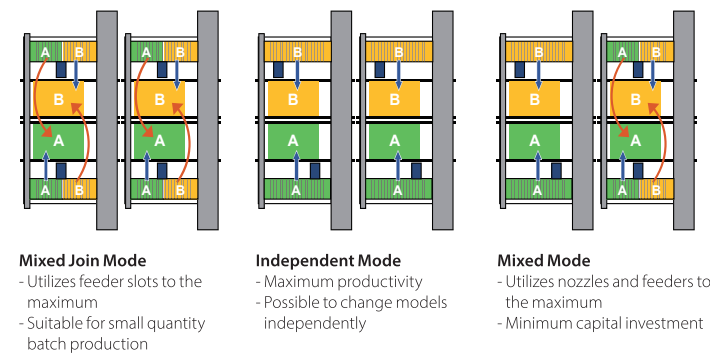 A B A B
B B
A A
A B A B
B B
B B
A A
A A
B A B
B B
A A
A A B
Mixed Join Mode
- Utilizes feeder slots to the
maximum
- Suitable for small quantity
batch production
Independent Mode
- Maximum productivity
- Possible to change models
independently
Mixed Mode
- Utilizes nozzles and feeders to
the maximum
- Minimum capital investment